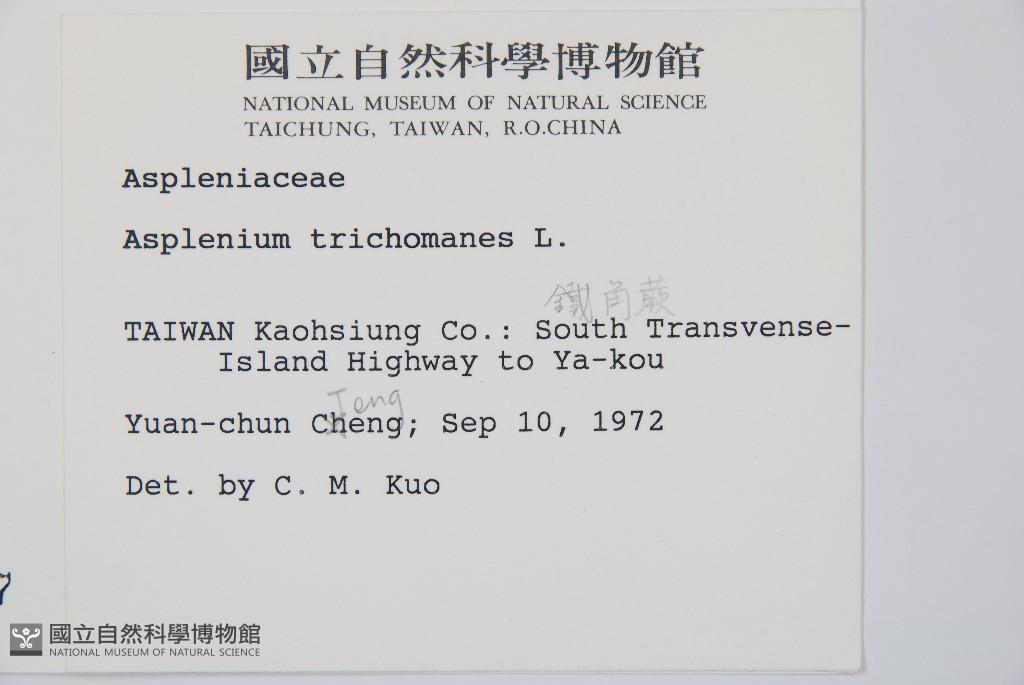 國立自然科學博物館
NATIONAL MUSEUM OF NATURAL SCIENCE
TAICHUNG, TAIWAN, R.O.CHINA
Aspleniaceae
Asplenium trichomanes L.
鐵角蕨
TAIWAN Kaohsiung Co.: South Transvense-
Island Highway to Ya-kou
Jeng
Yuan-chun Cheng; Sep 10, 1972
Det. by C. M. Kuo
7
國立自然科學博物館
NATIONAL MUSEUM OF NATURAL SCIENCE